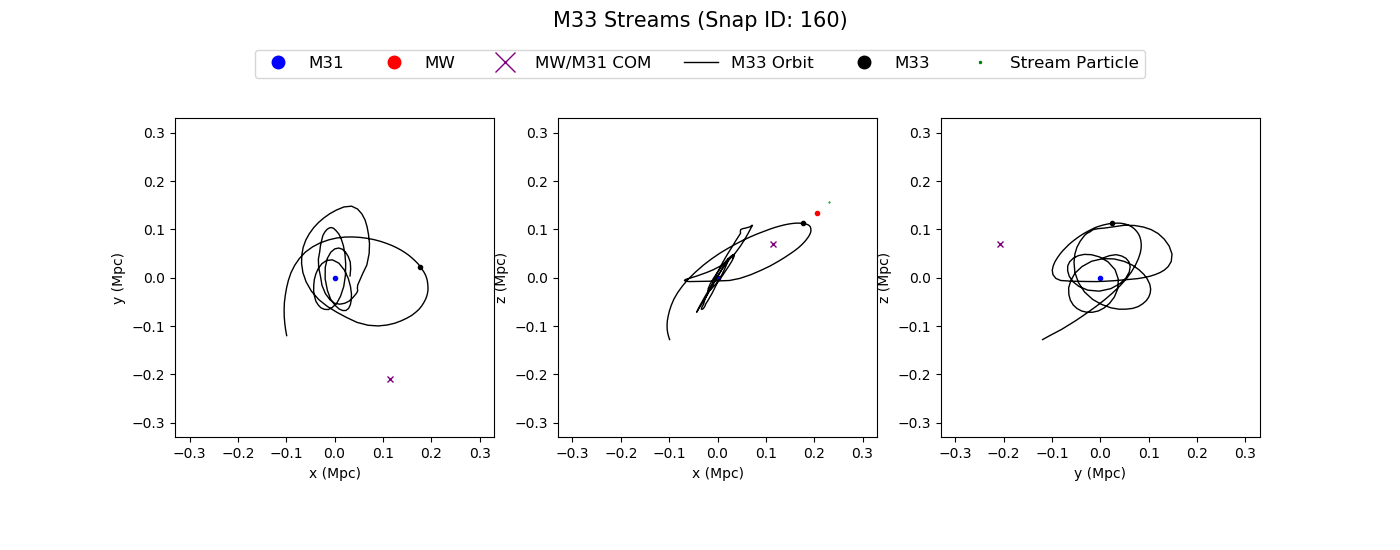 M33 Streams (Snap ID: 160)
M31 MW MW/M31 COM M33 Orbit M33 Stream Particle
0.3 0.3 0.3
0.2 0.2 0.2
0.1 0.1 0.1
y (Mpc) z (Mpc) z (Mpc)
0.0 0.0 0.0
−0.1 −0.1 −0.1
−0.2 −0.2 −0.2
−0.3 −0.3 −0.3
−0.3 −0.2 −0.1 0.0 0.1 0.2 0.3 −0.3 −0.2 −0.1 0.0 0.1 0.2 0.3 −0.3 −0.2 −0.1 0.0 0.1 0.2 0.3
x (Mpc) x (Mpc) y (Mpc)